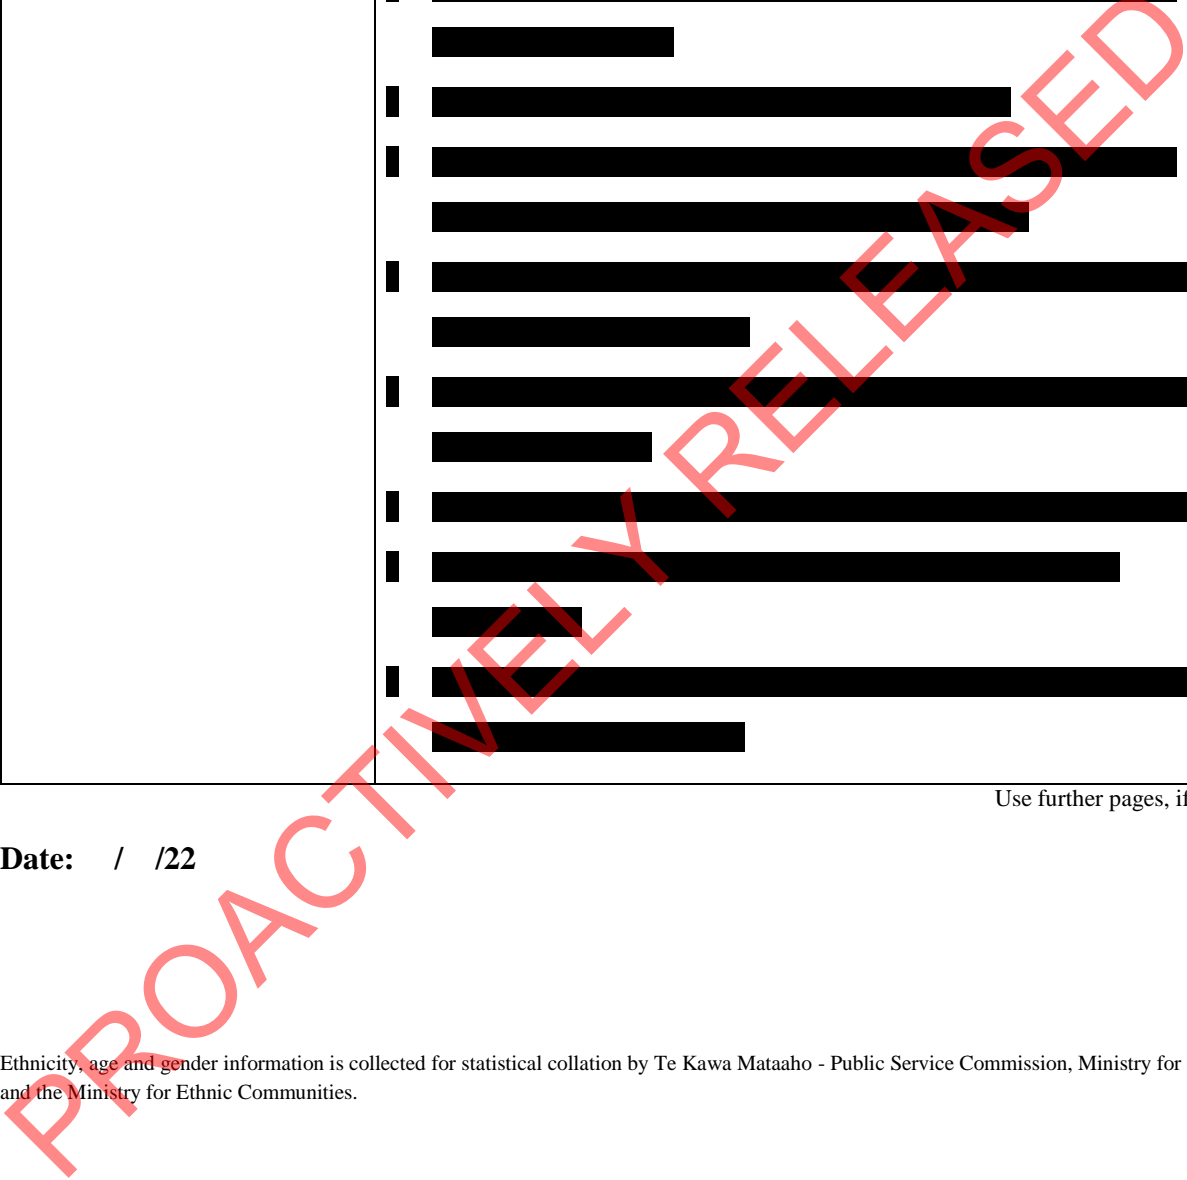 Use further pages, if
Date: / /22
Ethnicity, age and gender information is collected for statistical collation by Te Kawa Mataaho - Public Service Commission, Ministry for
and the Ministry for Ethnic Communities.
PROACTIVELY RELEASED